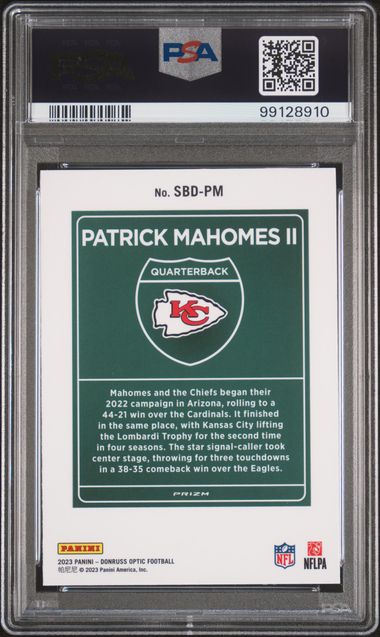 PSA
99128910
No. SBD-PM
PATRICK MAHOMES II
QUARTERBACK
KC
Mahomes and the Chiefs began their
2022 campaign in Arizona, rolling to a
44-21 win over the Cardinals. It finished
in the same place, with Kansas City lifting
the Lombardi Trophy for the second time
in four seasons. The star signal-caller took
center stage, throwing for three touchdowns
in a 38-35 comeback win over the Eagles.
PRIZM
PANINI
2023 PANINI – DONRUSS OPTIC FOOTBALL
帕尼尼 © 2023 Panini America, Inc.
NFL
NFLPA